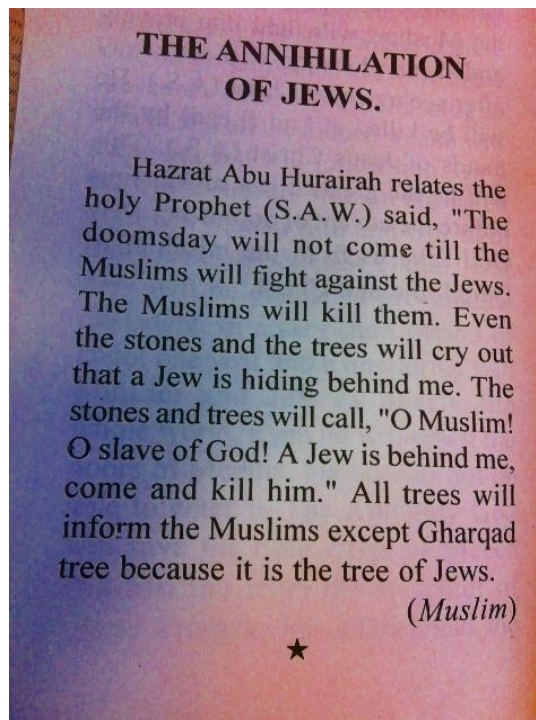 THE ANNIHILATION
OF JEWS.
Hazrat Abu Hurairah relates the
holy Prophet (S.A.W.) said, "The
doomsday will not come till the
Muslims will fight against the Jews.
The Muslims will kill them. Even
the stones and the trees will cry out
that a Jew is hiding behind me. The
stones and trees will call, "O Muslim!
O slave of God! A Jew is behind me,
come and kill him." All trees will
inform the Muslims except Gharqad
tree because it is the tree of Jews.
(Muslim)